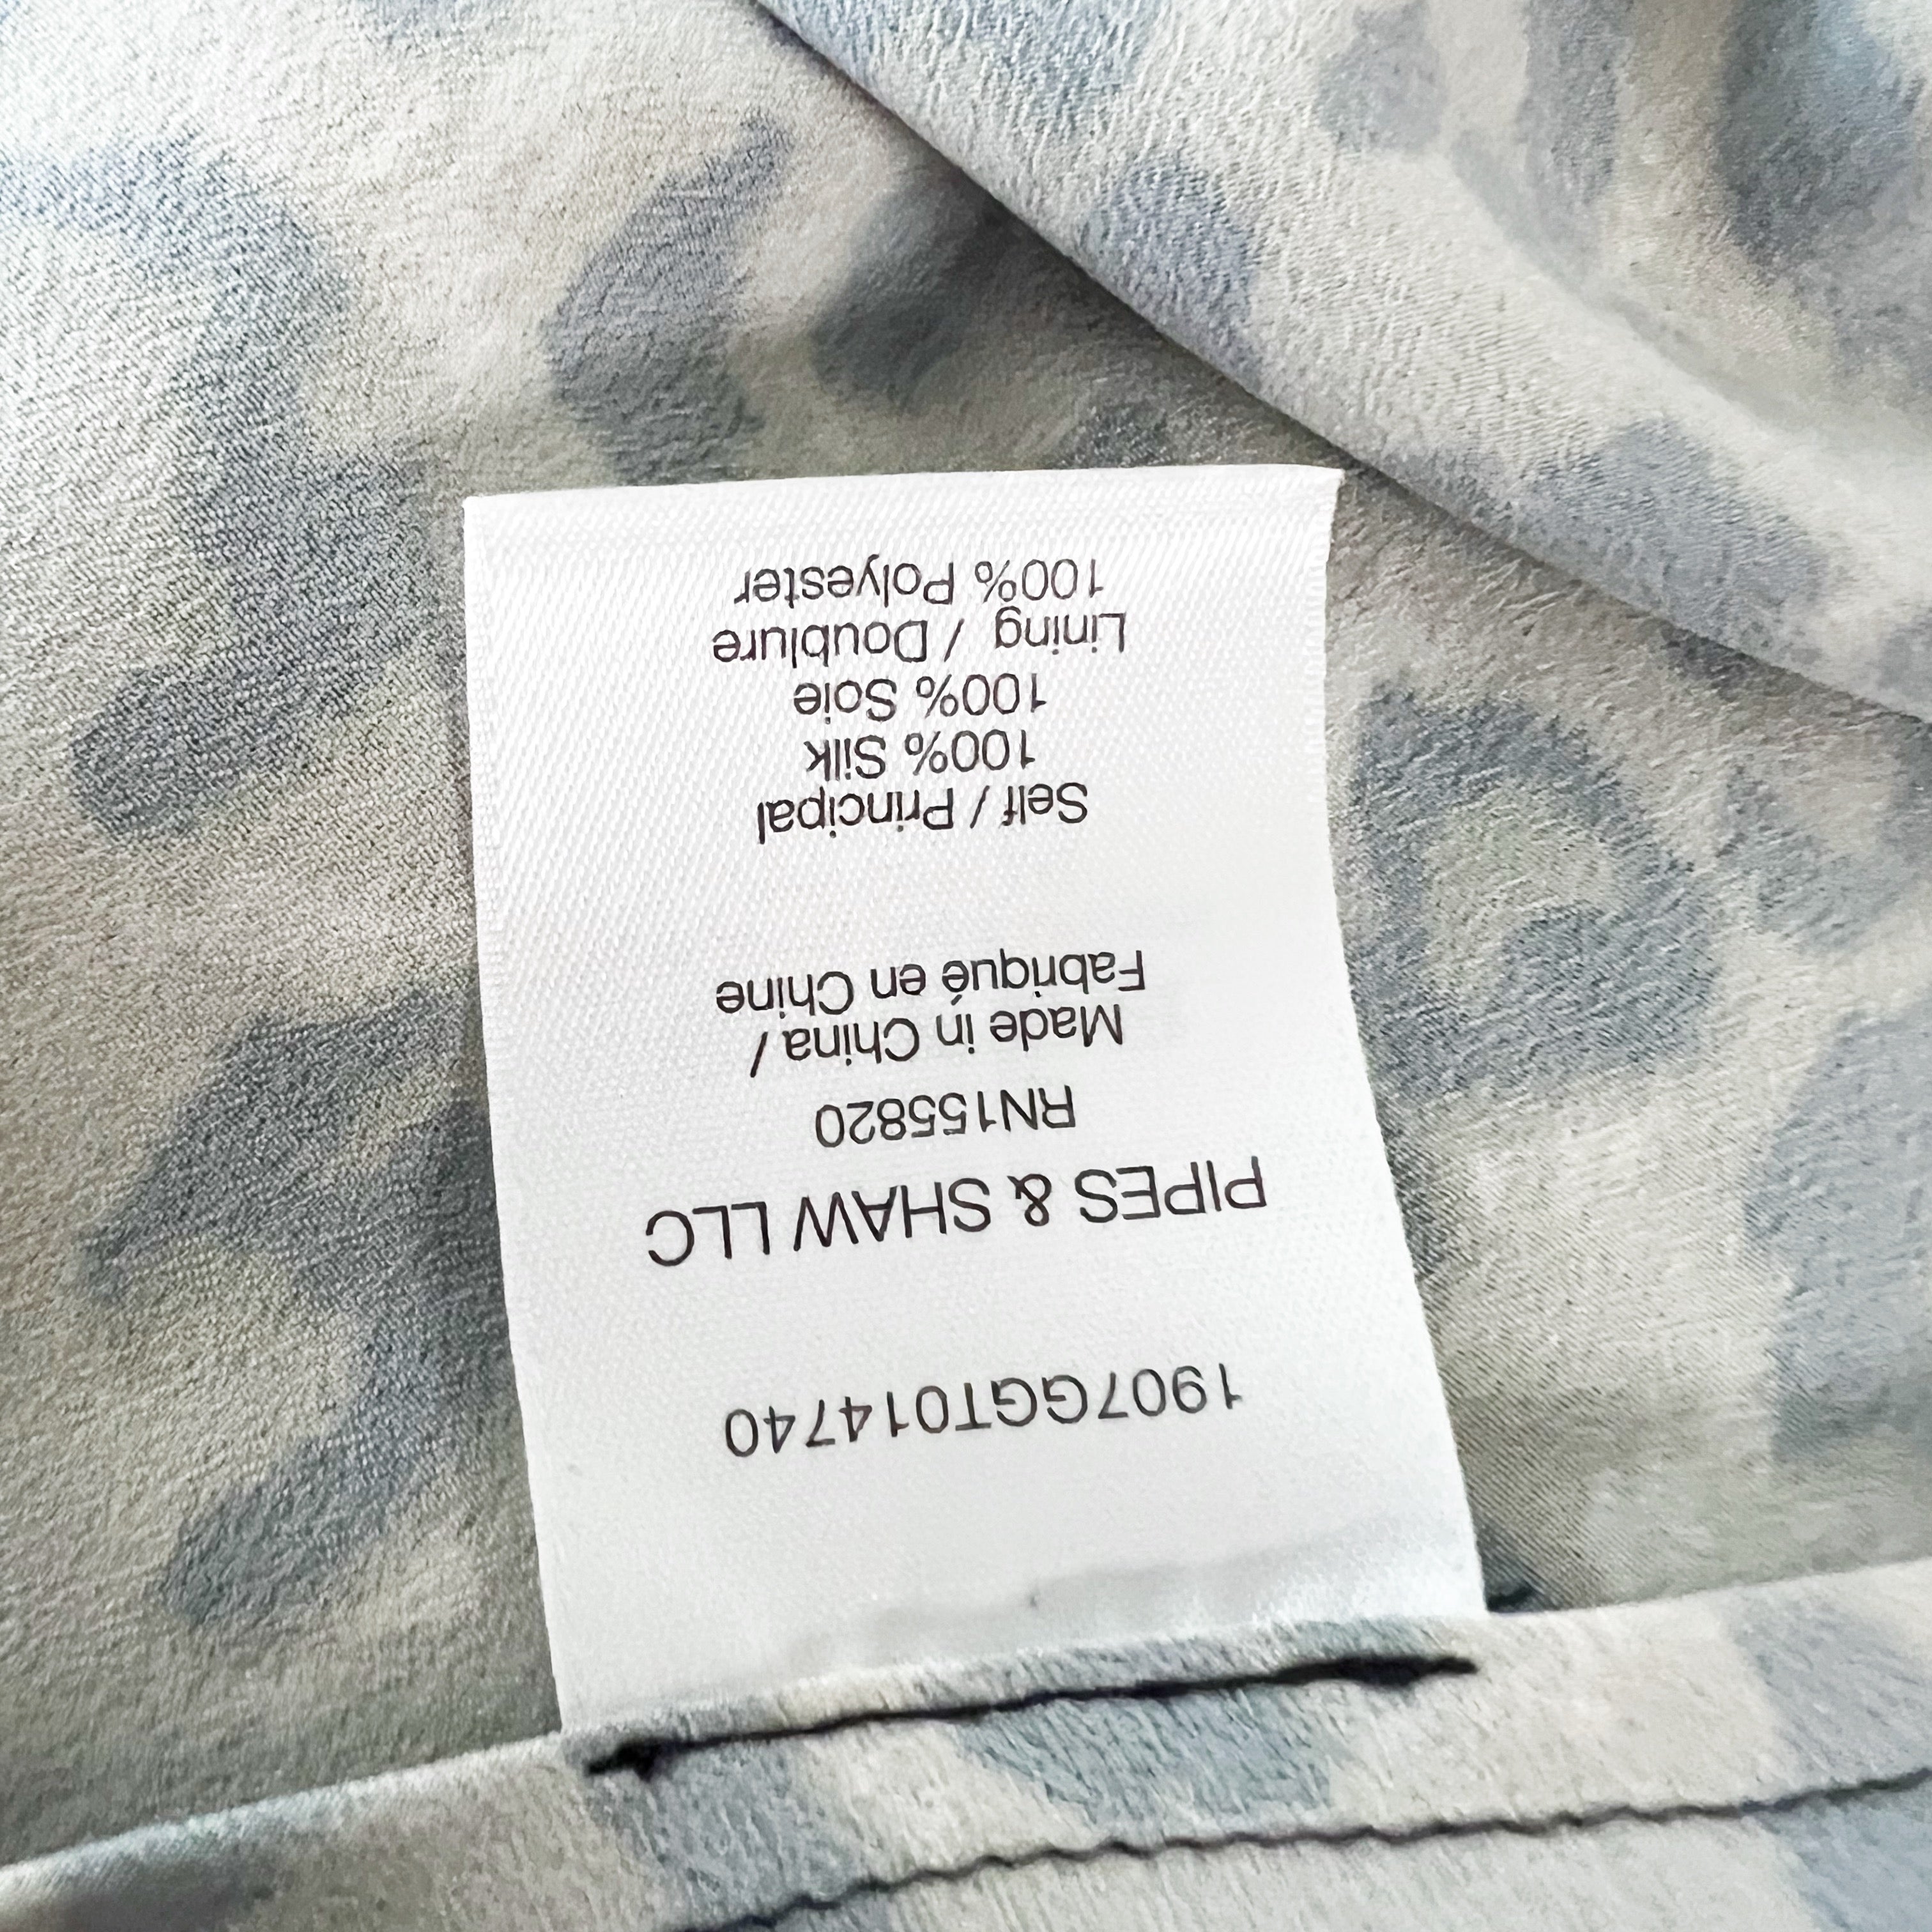 1907GGT014740
PIPES & SHAW LLC
RN155820
Made in China /
Fabriqué en Chine
Self / Principal
100% Silk
100% Soie
Lining / Doublure
100% Polyester